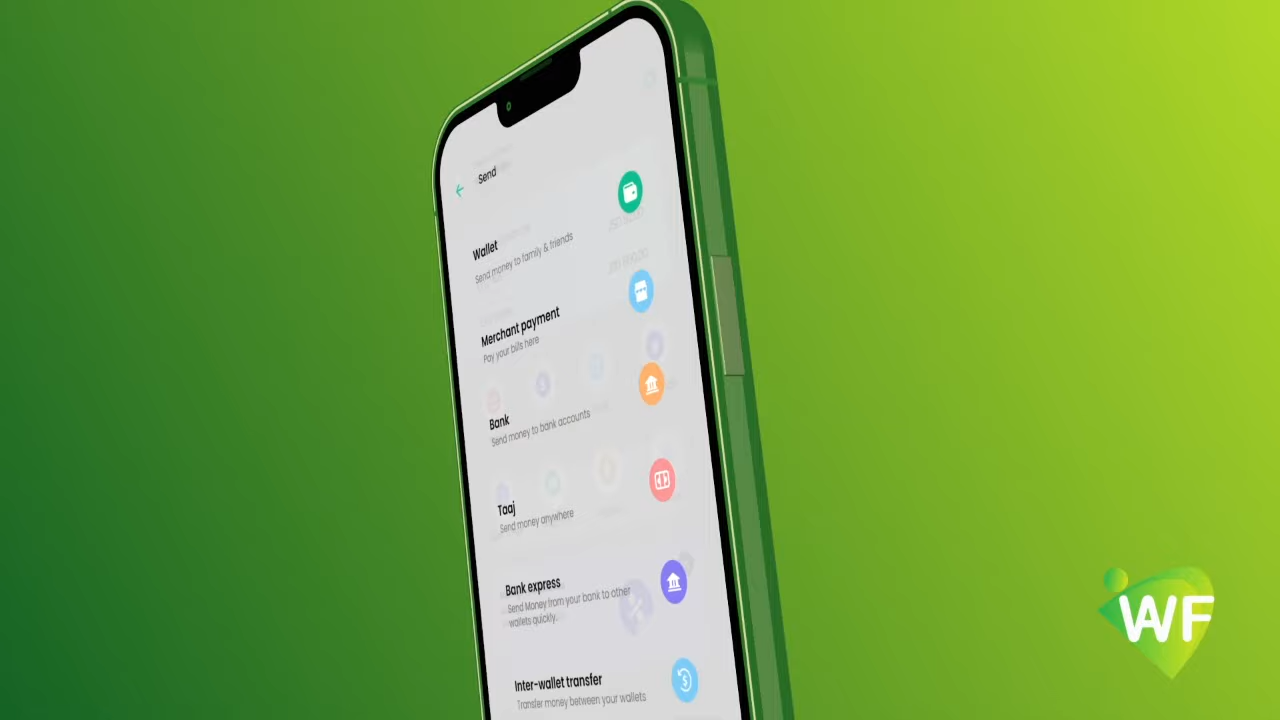 Send
Wallet
Send money to family & friends
Merchant payment
Pay your bills here
Bank
Send money to bank accounts
Taaj
Send money anywhere
Bank express
Send Money from your bank to other
wallets quickly.
Inter-wallet transfer
Transfer money between your wallets
WF